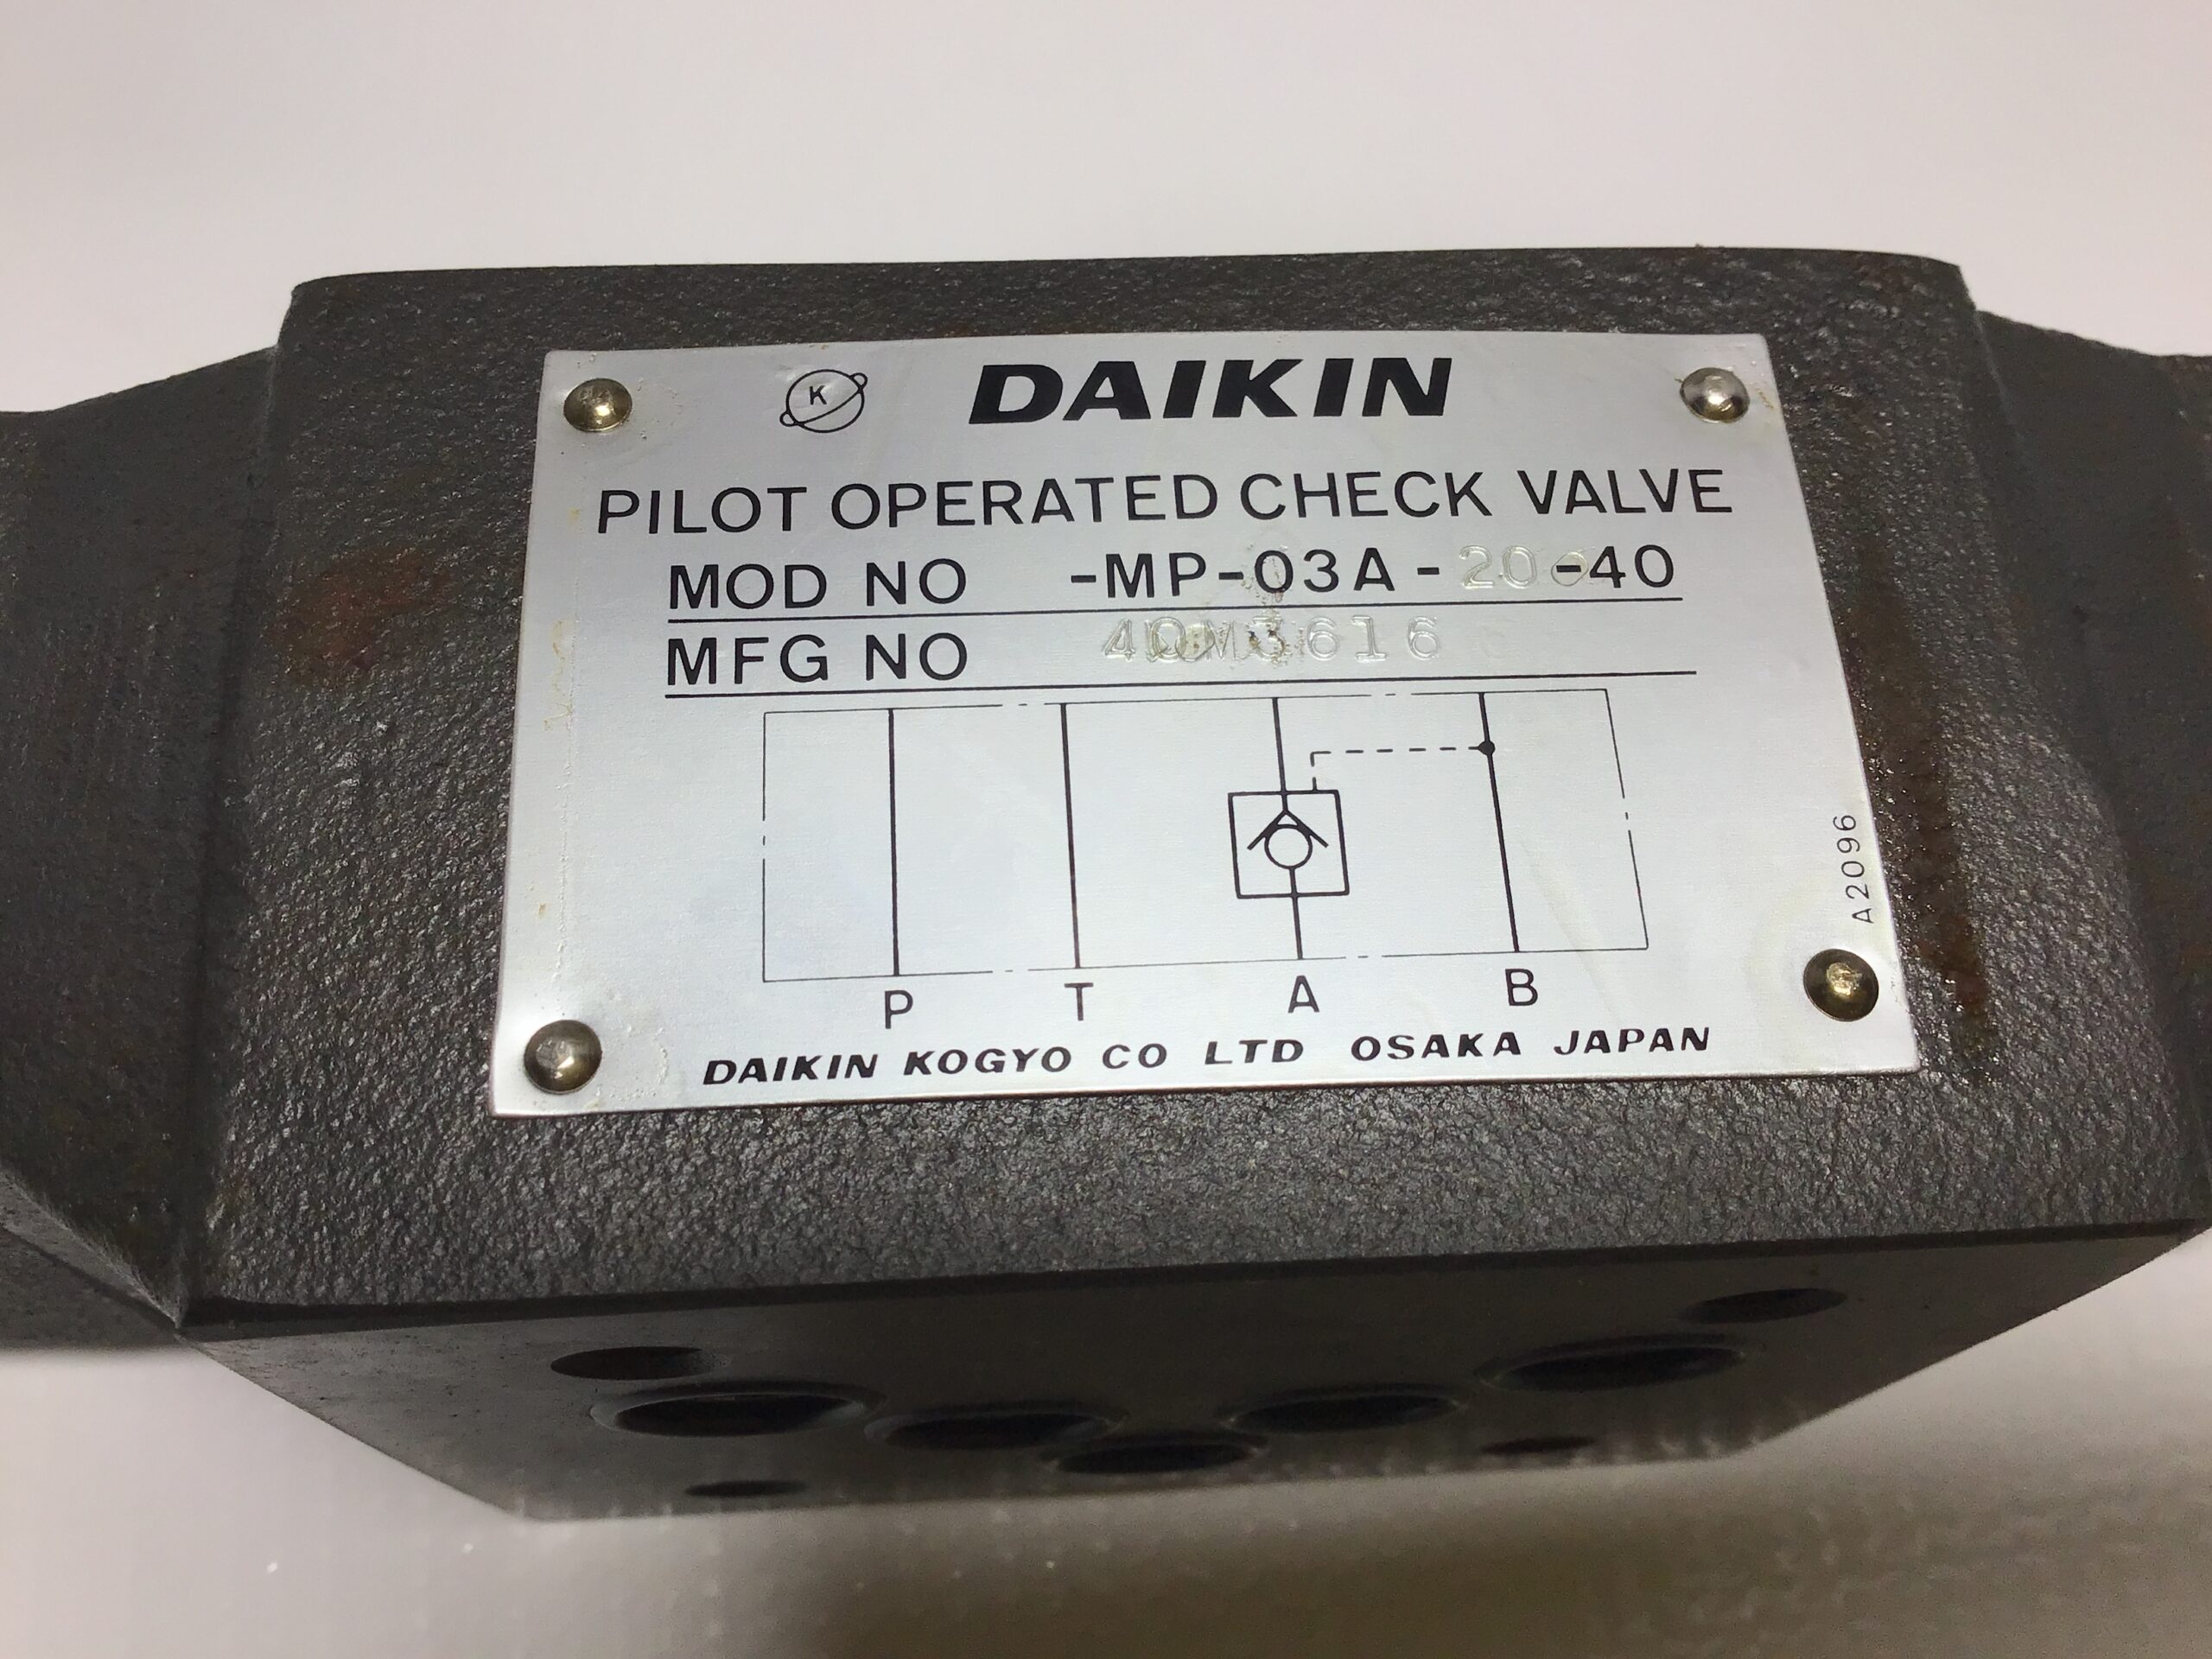 K DAIKIN
PILOT OPERATED CHECK VALVE
MOD NO -MP-03A-20-40
MFG NO
A2096
P T A B
DAIKIN KOGYO CO LTD OSAKA JAPAN